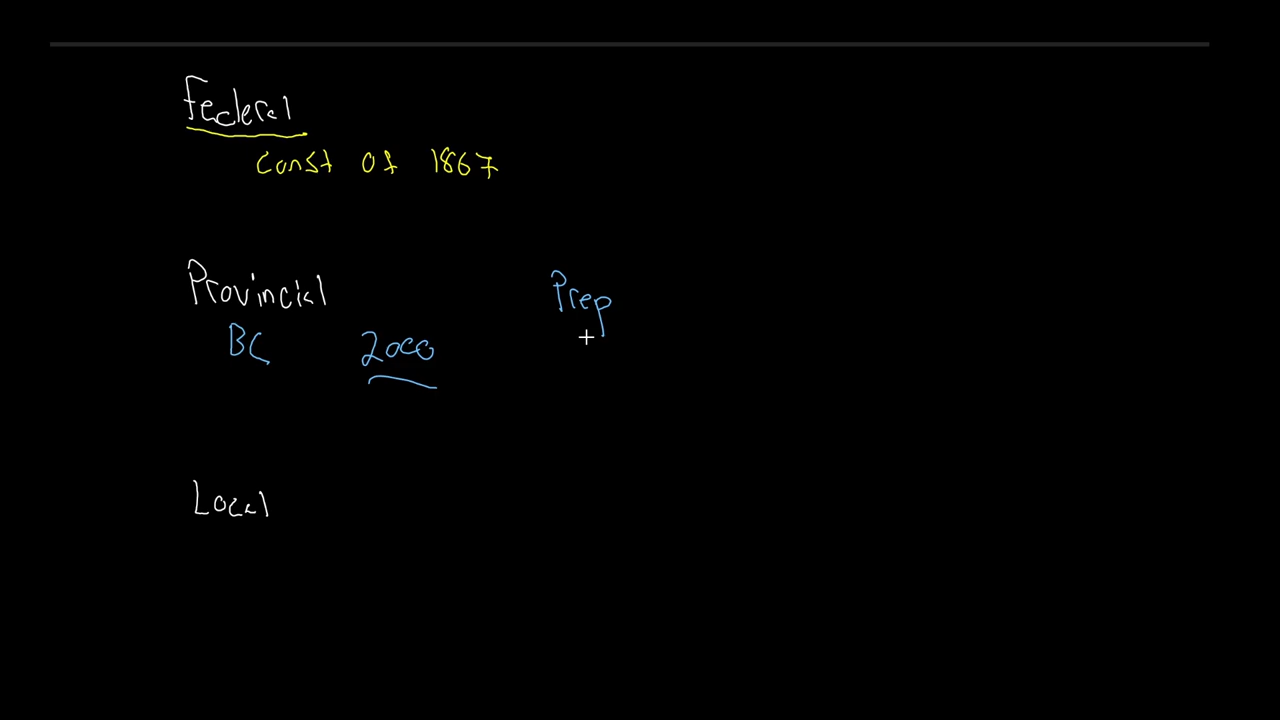 Federal
Const of 1867
Provincial
Prep
BC 2000
Local